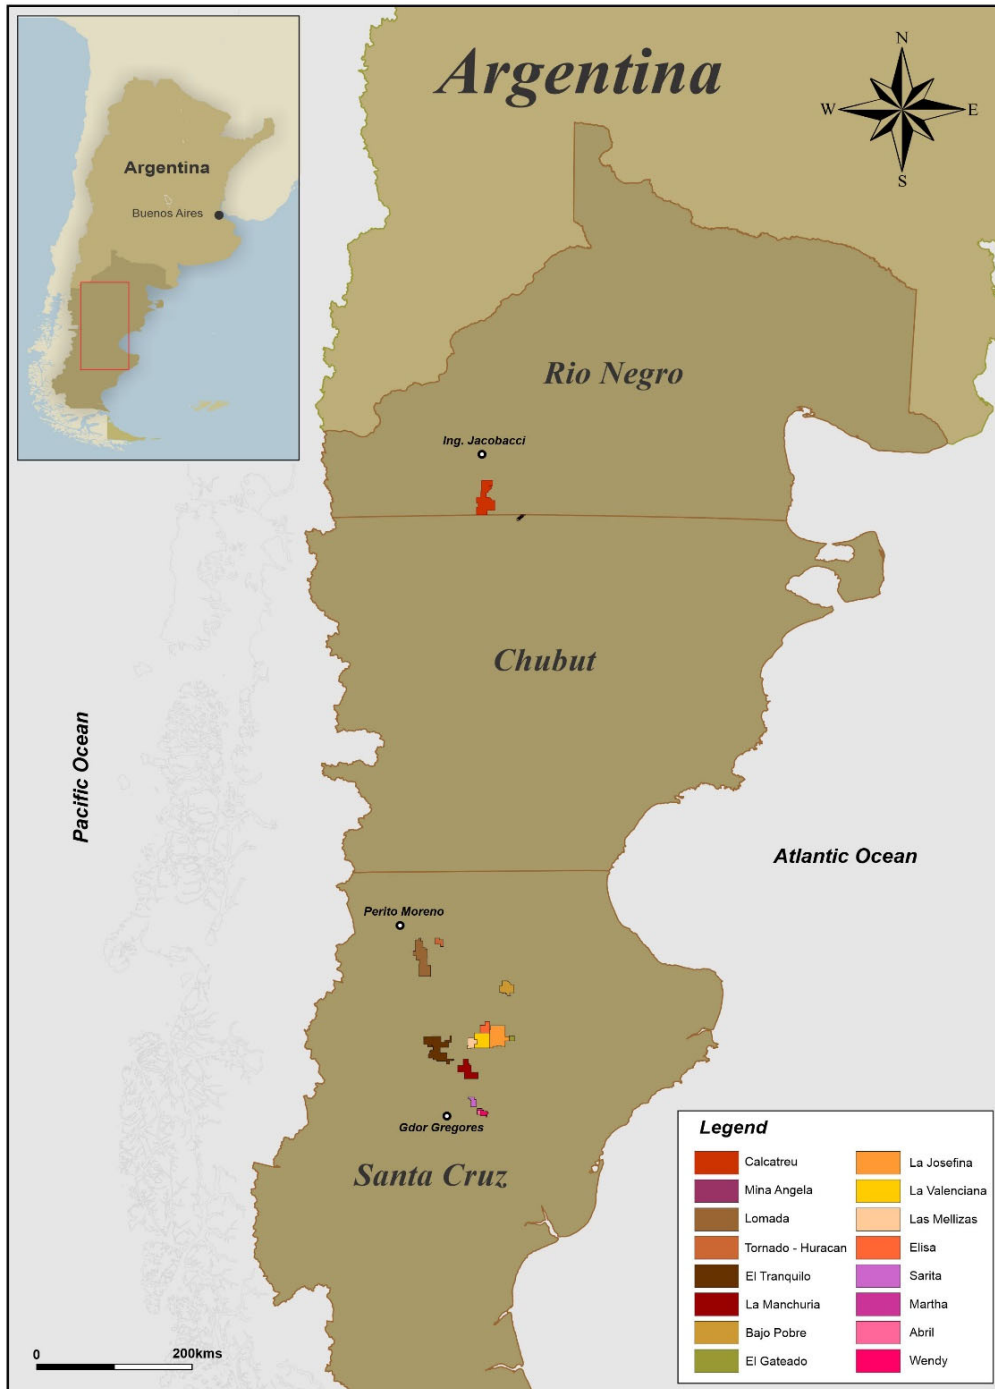 Argentina
N
W
E
S
Argentina
Buenos Aires
Rio Negro
Ing. Jacobacci
Chubut
Pacific Ocean
Atlantic Ocean
Perito Moreno
Gdor Gregores
Santa Cruz
Legend
Calcatreu
Mina Angela
Lomada
Tornado - Huracan
El Tranquilo
La Manchuria
Bajo Pobre
El Gateado
La Josefina
La Valenciana
Las Mellizas
Elisa
Sarita
Martha
Abril
Wendy
0
200kms